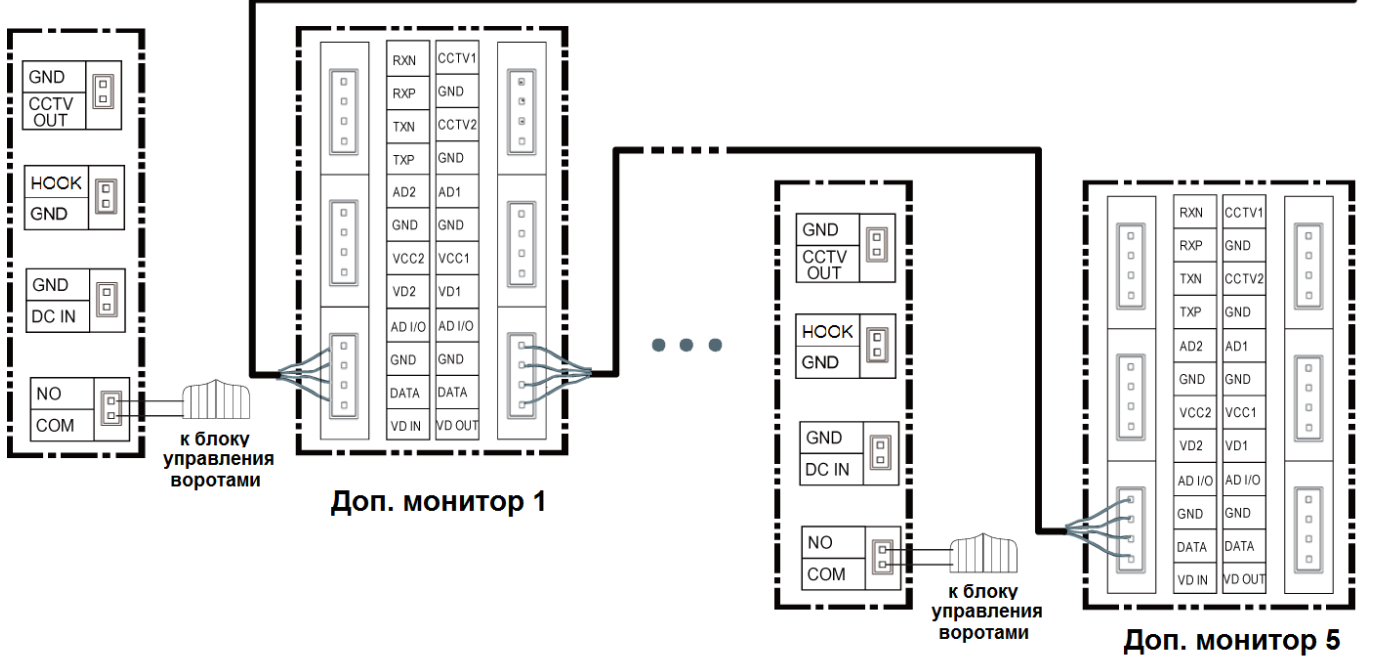 GND
CCTV
OUT
HOOK
GND
GND
DC IN
NO
COM
к блоку
управления
воротами
RXN CCTV1
RXP GND
TXN CCTV2
TXP GND
AD2 AD1
GND GND
VCC2 VCC1
VD2 VD1
AD I/O AD I/O
GND GND
DATA DATA
VD IN VD OUT
Доп. монитор 1
GND
CCTV
OUT
HOOK
GND
GND
DC IN
NO
COM
к блоку
управления
воротами
RXN CCTV1
RXP GND
TXN CCTV2
TXP GND
AD2 AD1
GND GND
VCC2 VCC1
VD2 VD1
AD I/O AD I/O
GND GND
DATA DATA
VD IN VD OUT
Доп. монитор 5